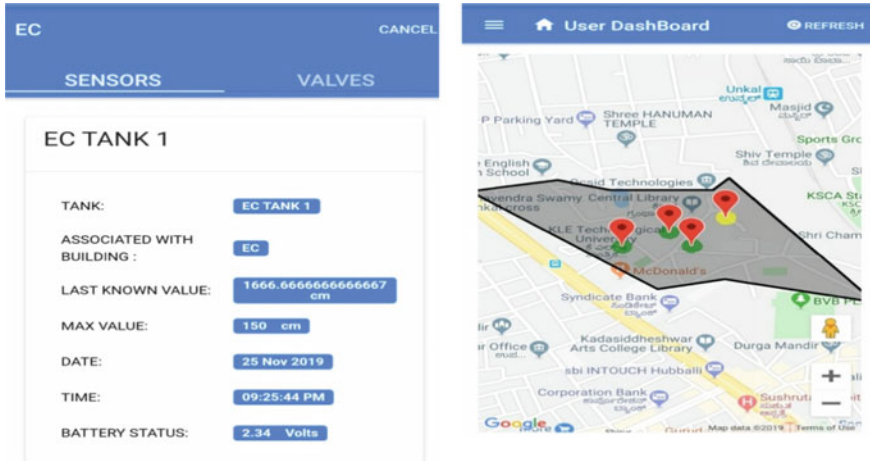 EC
CANCEL
SENSORS
VALVES
EC TANK 1
TANK: EC TANK 1
ASSOCIATED WITH
BUILDING : EC
LAST KNOWN VALUE: 1666.6666666666667
cm
MAX VALUE: 150 cm
DATE: 25 Nov 2019
TIME: 09:25:44 PM
BATTERY STATUS: 2.34 Volts
User DashBoard
REFRESH
Unkal
P Parking Yard
Shree HANUMAN
TEMPLE
Masjid
Sports Gro
English
School
Shiv Temple
Technologies
Swamy Central Library
cross
KSCA St
KLE Tech
Univer
Shri Cham
McDonald's
Syndicate Bank
ಸಿಂಡಿಕೇಟ್
ಬ್ಯಾಂಕ್
BVB
Office
Kadasiddheshwar
Arts College Library
Durga Mandir
sbi INTOUCH Hubballi
Corporation Bank
ಬ್ಯಾಂಕ್
Sushrut
Google
Map data ©2019
Terms of Use